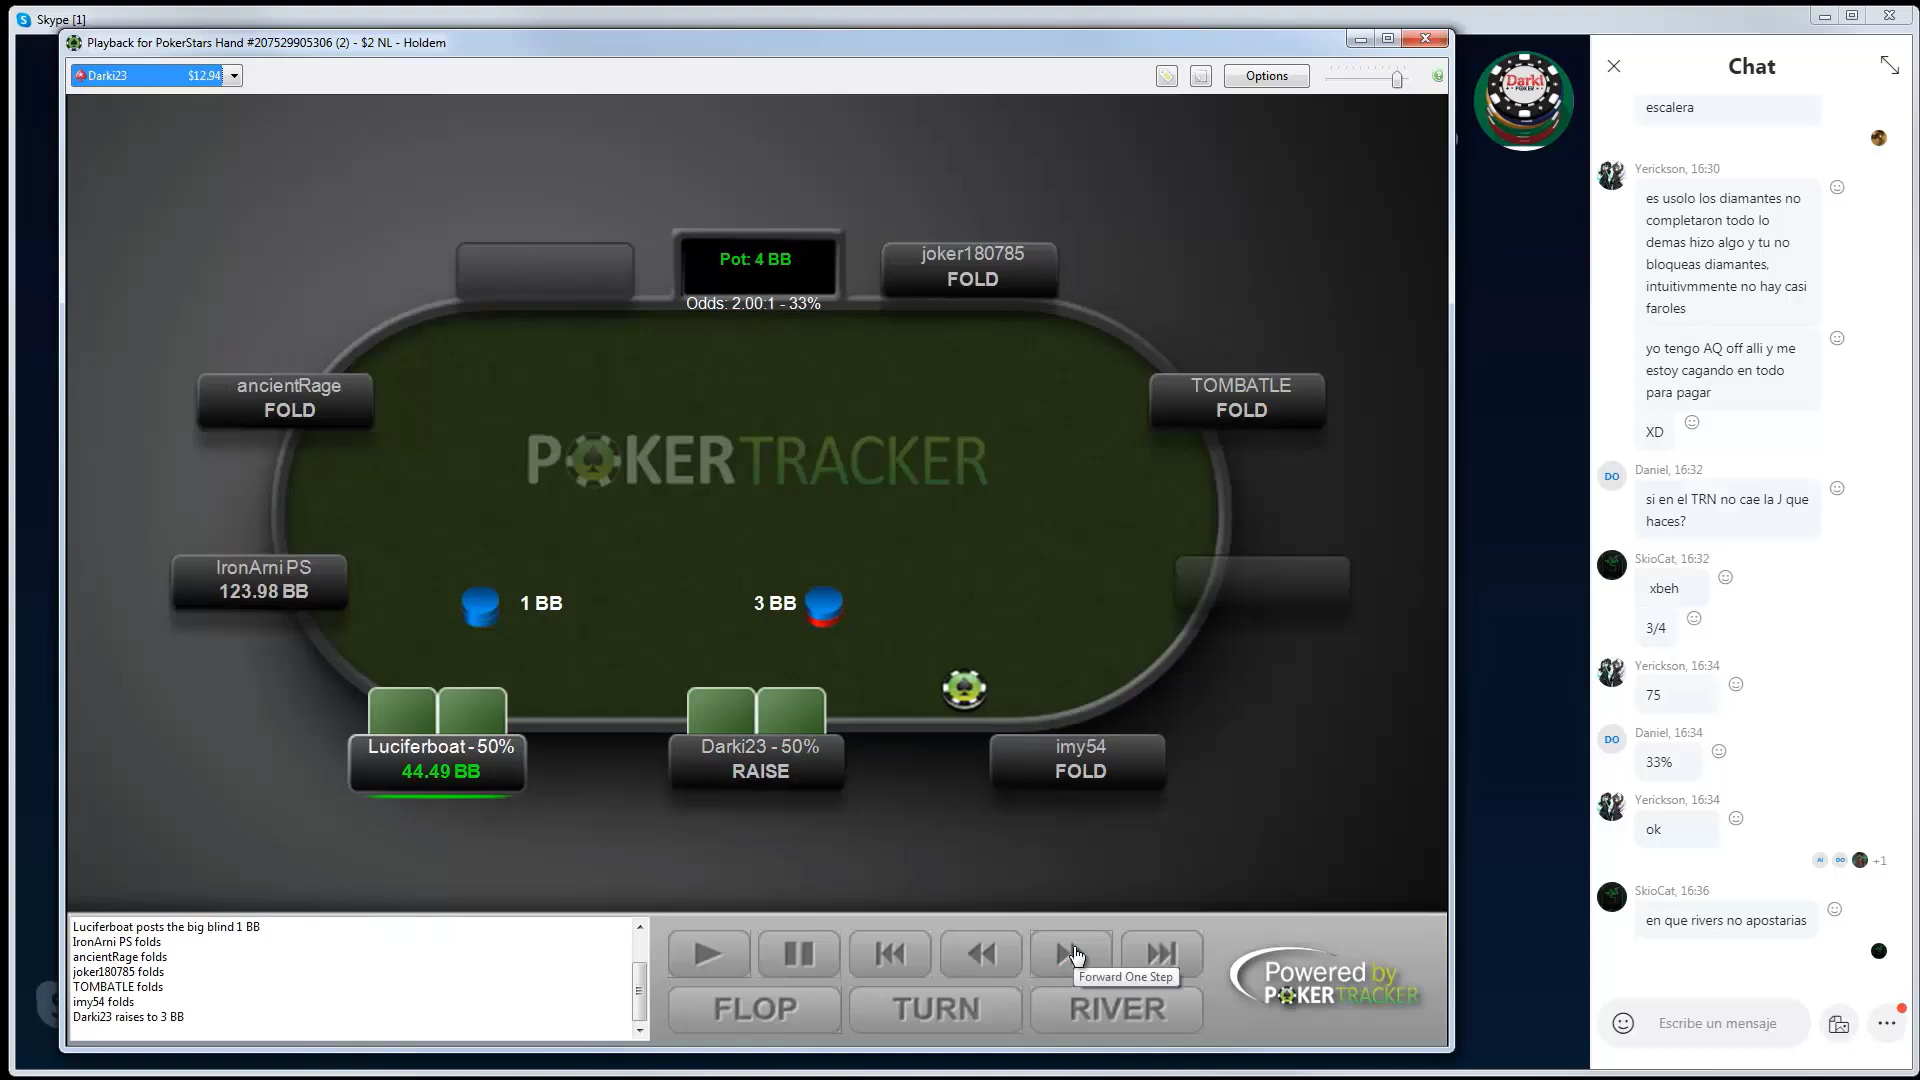 Skype [1]
Playback for PokerStars Hand #207529905306 (2) - $2 NL - Holdem
Darki23 $12.94
Options
Darki
POKER
Pot: 4 BB
Odds: 2.00:1 - 33%
joker180785
FOLD
ancientRage
FOLD
TOMBATLE
FOLD
POKERTRACKER
IronArni PS
123.98 BB
1 BB
3 BB
Luciferboat - 50%
44.49 BB
Darki23 - 50%
RAISE
imy54
FOLD
Luciferboat posts the big blind 1 BB
IronArni PS folds
ancientRage folds
joker180785 folds
TOMBATLE folds
imy54 folds
Darki23 raises to 3 BB
Forward One Step
FLOP
TURN
RIVER
Powered by
POKERTRACKER
Chat
escalera
Yerickson, 16:30
es usolo los diamantes no
completaron todo lo
demas hizo algo y tu no
bloqueas diamantes,
intuitivmmente no hay casi
faroles
yo tengo AQ off alli y me
estoy cagando en todo
para pagar
XD
DO
Daniel, 16:32
si en el TRN no cae la J que
haces?
SkioCat, 16:32
xbeh
3/4
Yerickson, 16:34
75
DO
Daniel, 16:34
33%
Yerickson, 16:34
ok
AI DO +1
SkioCat, 16:36
en que rivers no apostarias
Escribe un mensaje